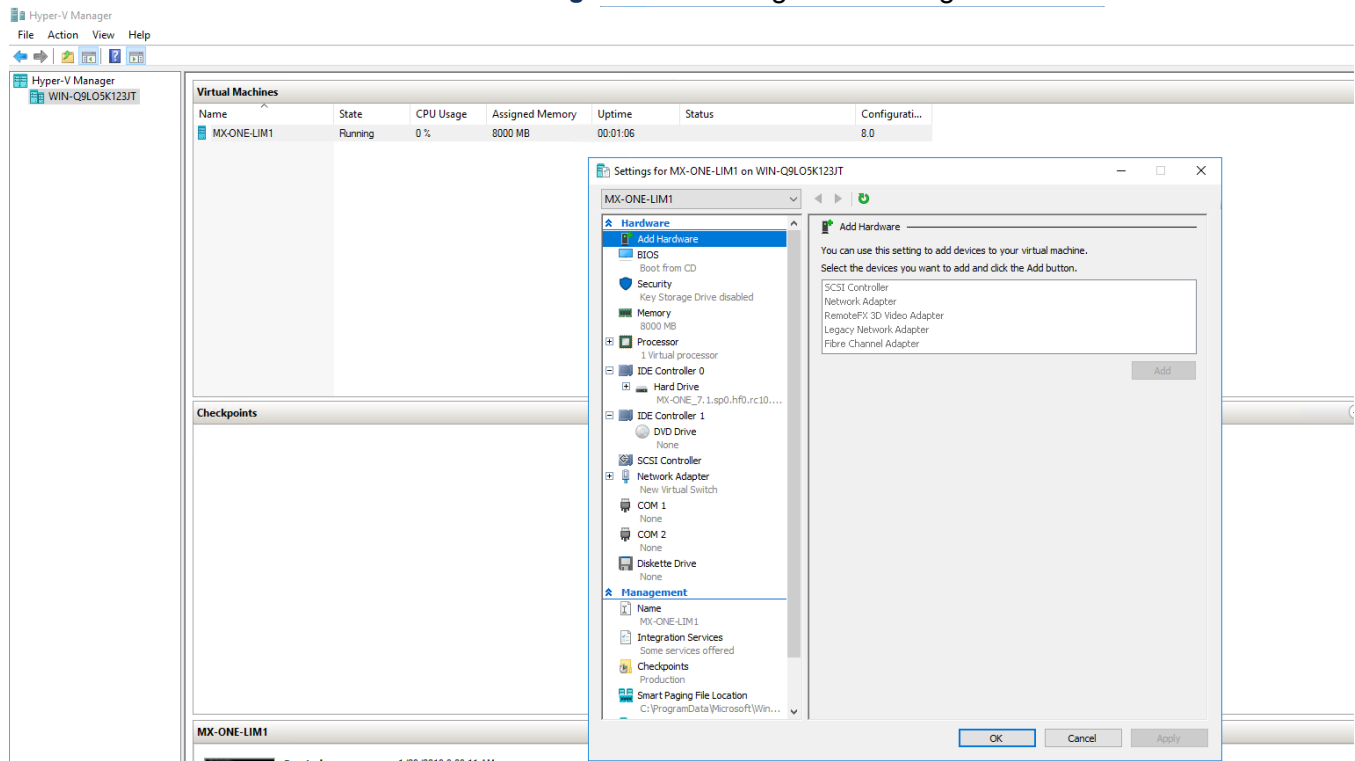 Hyper-V Manager
File Action View Help
Hyper-V Manager
WIN-Q9LO5K123JT
Virtual Machines
Name State CPU Usage Assigned Memory Uptime Status Configurati...
MX-ONE-LIM1 Running 0 % 8000 MB 00:01:06 8.0
Checkpoints
MX-ONE-LIM1
Settings for MX-ONE-LIM1 on WIN-Q9LO5K123JT
MX-ONE-LIM1
Hardware
Add Hardware
BIOS
Boot from CD
Security
Key Storage Drive disabled
Memory
8000 MB
Processor
1 Virtual processor
IDE Controller 0
Hard Drive
MX-ONE_7.1.sp0.hf0.rc10....
IDE Controller 1
DVD Drive
None
SCSI Controller
Network Adapter
New Virtual Switch
COM 1
None
COM 2
None
Diskette Drive
None
Management
Name
MX-ONE-LIM1
Integration Services
Some services offered
Checkpoints
Production
Smart Paging File Location
C:\ProgramData\Microsoft\Win...
Add Hardware
You can use this setting to add devices to your virtual machine.
Select the devices you want to add and click the Add button.
SCSI Controller
Network Adapter
RemoteFX 3D Video Adapter
Legacy Network Adapter
Fibre Channel Adapter
Add
OK Cancel Apply